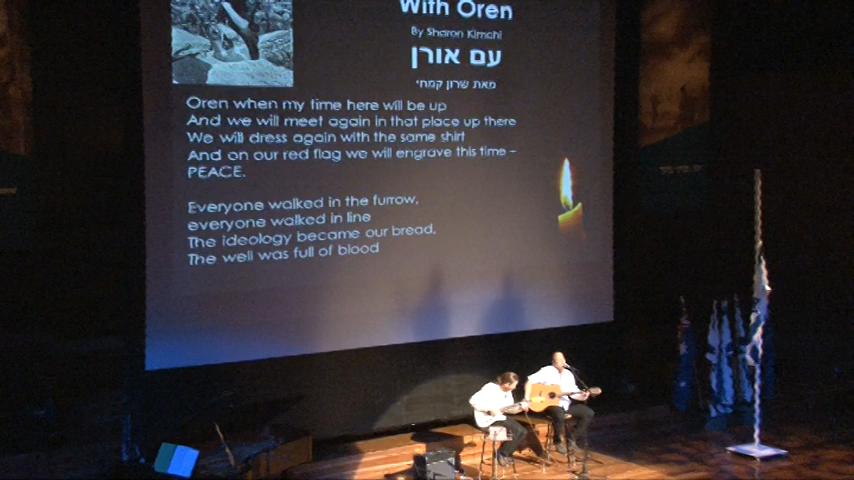 With Oren
By Sharon Kimchi
עם אורן
מאת שרון קמחי
Oren when my time here will be up
And we will meet again in that place up there
We will dress again with the same shirt
And on our red flag we will engrave this time –
PEACE.
Everyone walked in the furrow,
everyone walked in line
The ideology became our bread,
The well was full of blood